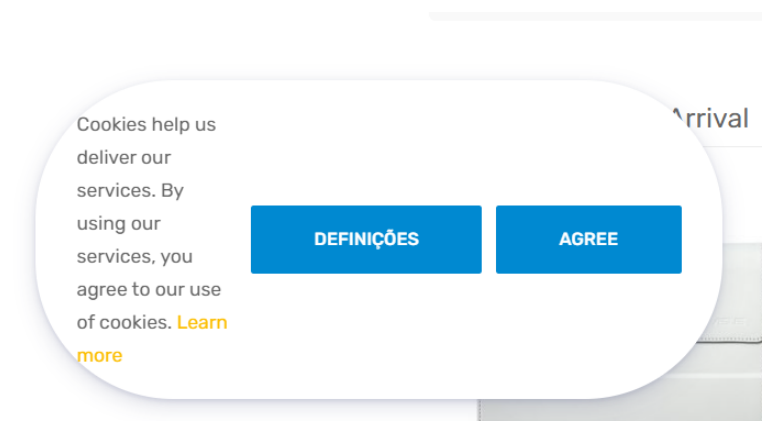 Arrival
Cookies help us
deliver our
services. By
using our
services, you
agree to our use
of cookies. Learn
more
DEFINIÇÕES
AGREE